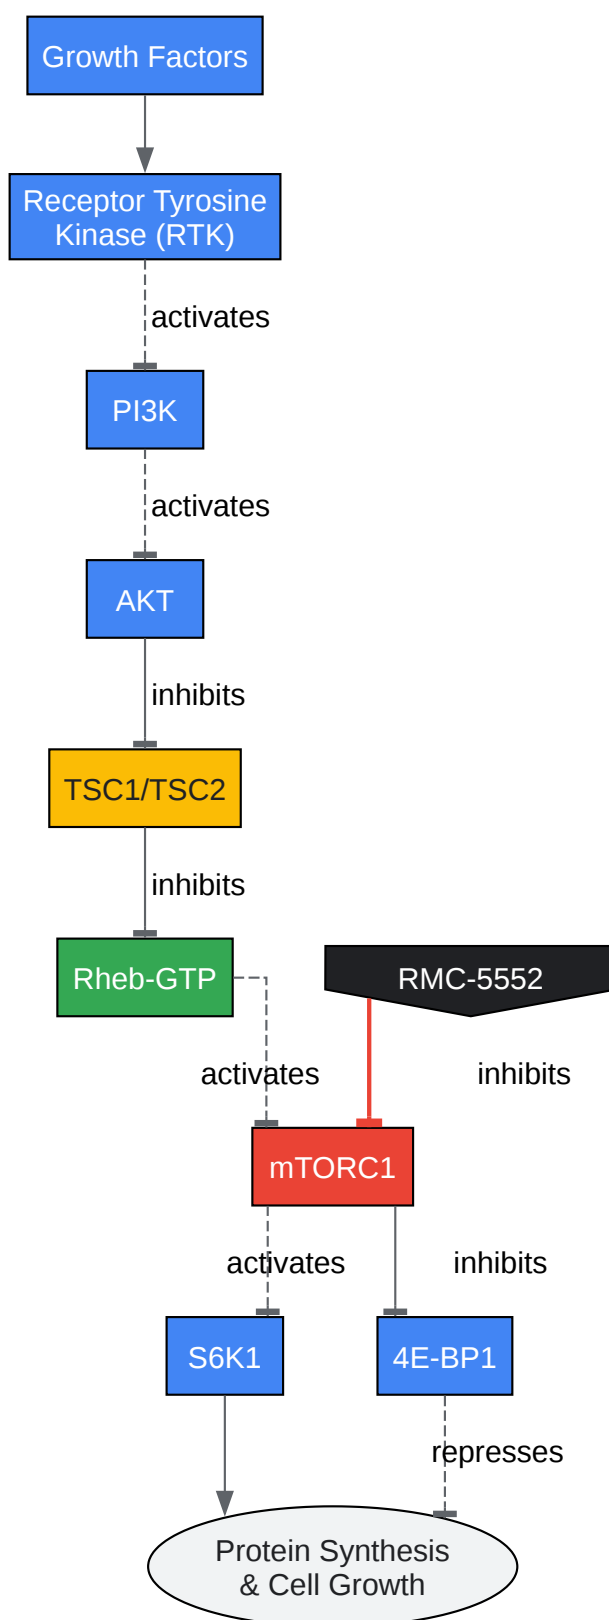 Growth Factors
Receptor Tyrosine
Kinase (RTK)
activates
PI3K
activates
AKT
inhibits
TSC1/TSC2
inhibits
Rheb-GTP
RMC-5552
activates
inhibits
mTORC1
activates
inhibits
S6K1
4E-BP1
represses
Protein Synthesis
& Cell Growth